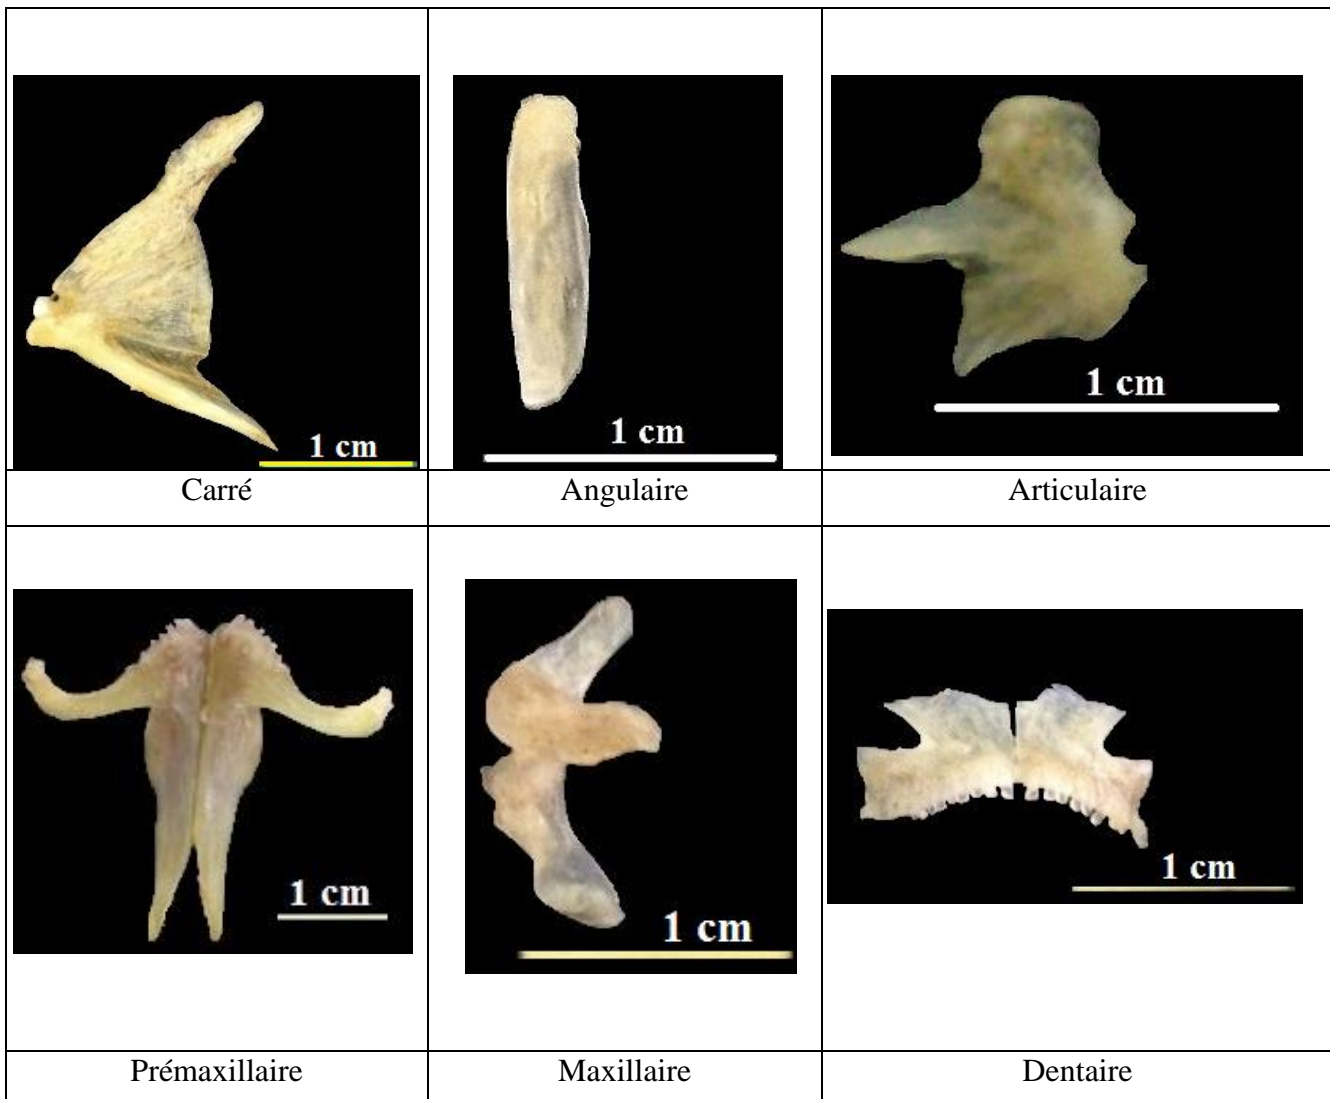 1 cm
1 cm
1 cm
Carré
Angulaire
Articulaire
1 cm
1 cm
1 cm
Prémaxillaire
Maxillaire
Dentaire